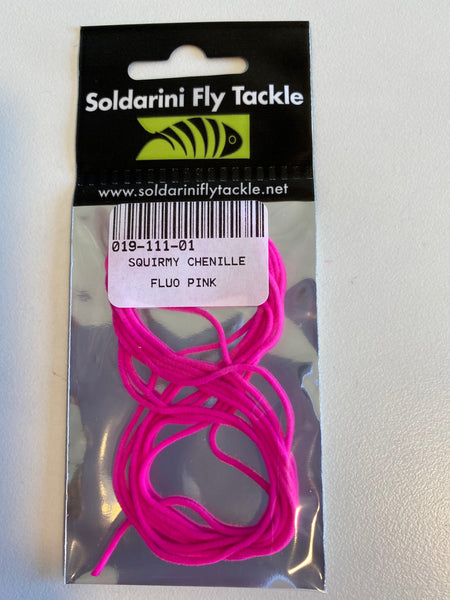 Soldarini Fly Tackle
www.soldariniflytackle.net
019-111-01
SQUIRMY CHENILLE
FLUO PINK